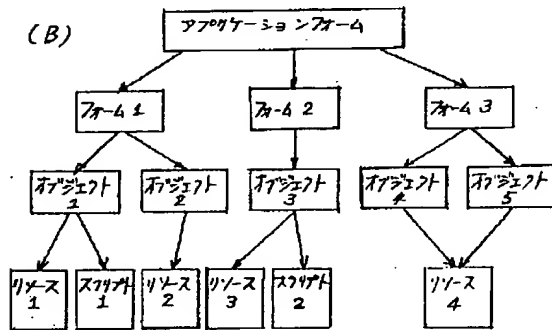 (B)
アプリケーションフォーム
フォーム 1
フォーム 2
フォーム 3
オブジェクト
1
オブジェクト
2
オブジェクト
3
オブジェクト
4
オブジェクト
5
リソース
1
スクリプト
1
リソース
2
リソース
3
スクリプト
2
リソース
4